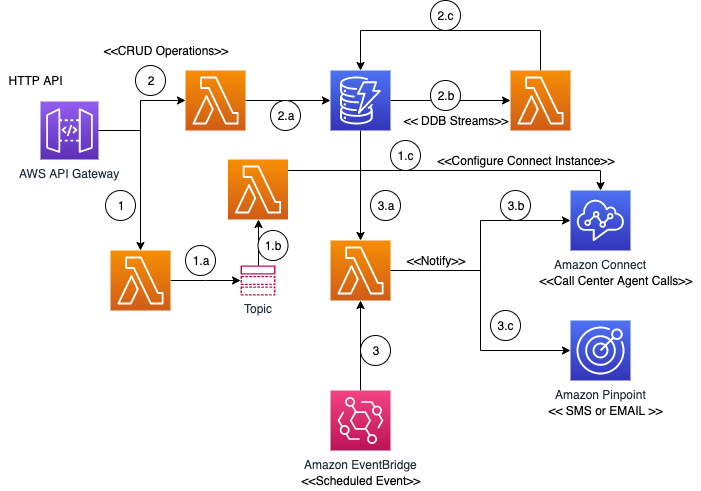 2.c
<<CRUD Operations>>
HTTP API
2
2.a
2.b
<< DDB Streams>>
AWS API Gateway
1.c
<<Configure Connect Instance>>
1
3.a
3.b
1.a
1.b
<<Notify>>
Amazon Connect
<<Call Center Agent Calls>>
Topic
3.c
3
Amazon Pinpoint
<< SMS or EMAIL >>
Amazon EventBridge
<<Scheduled Event>>